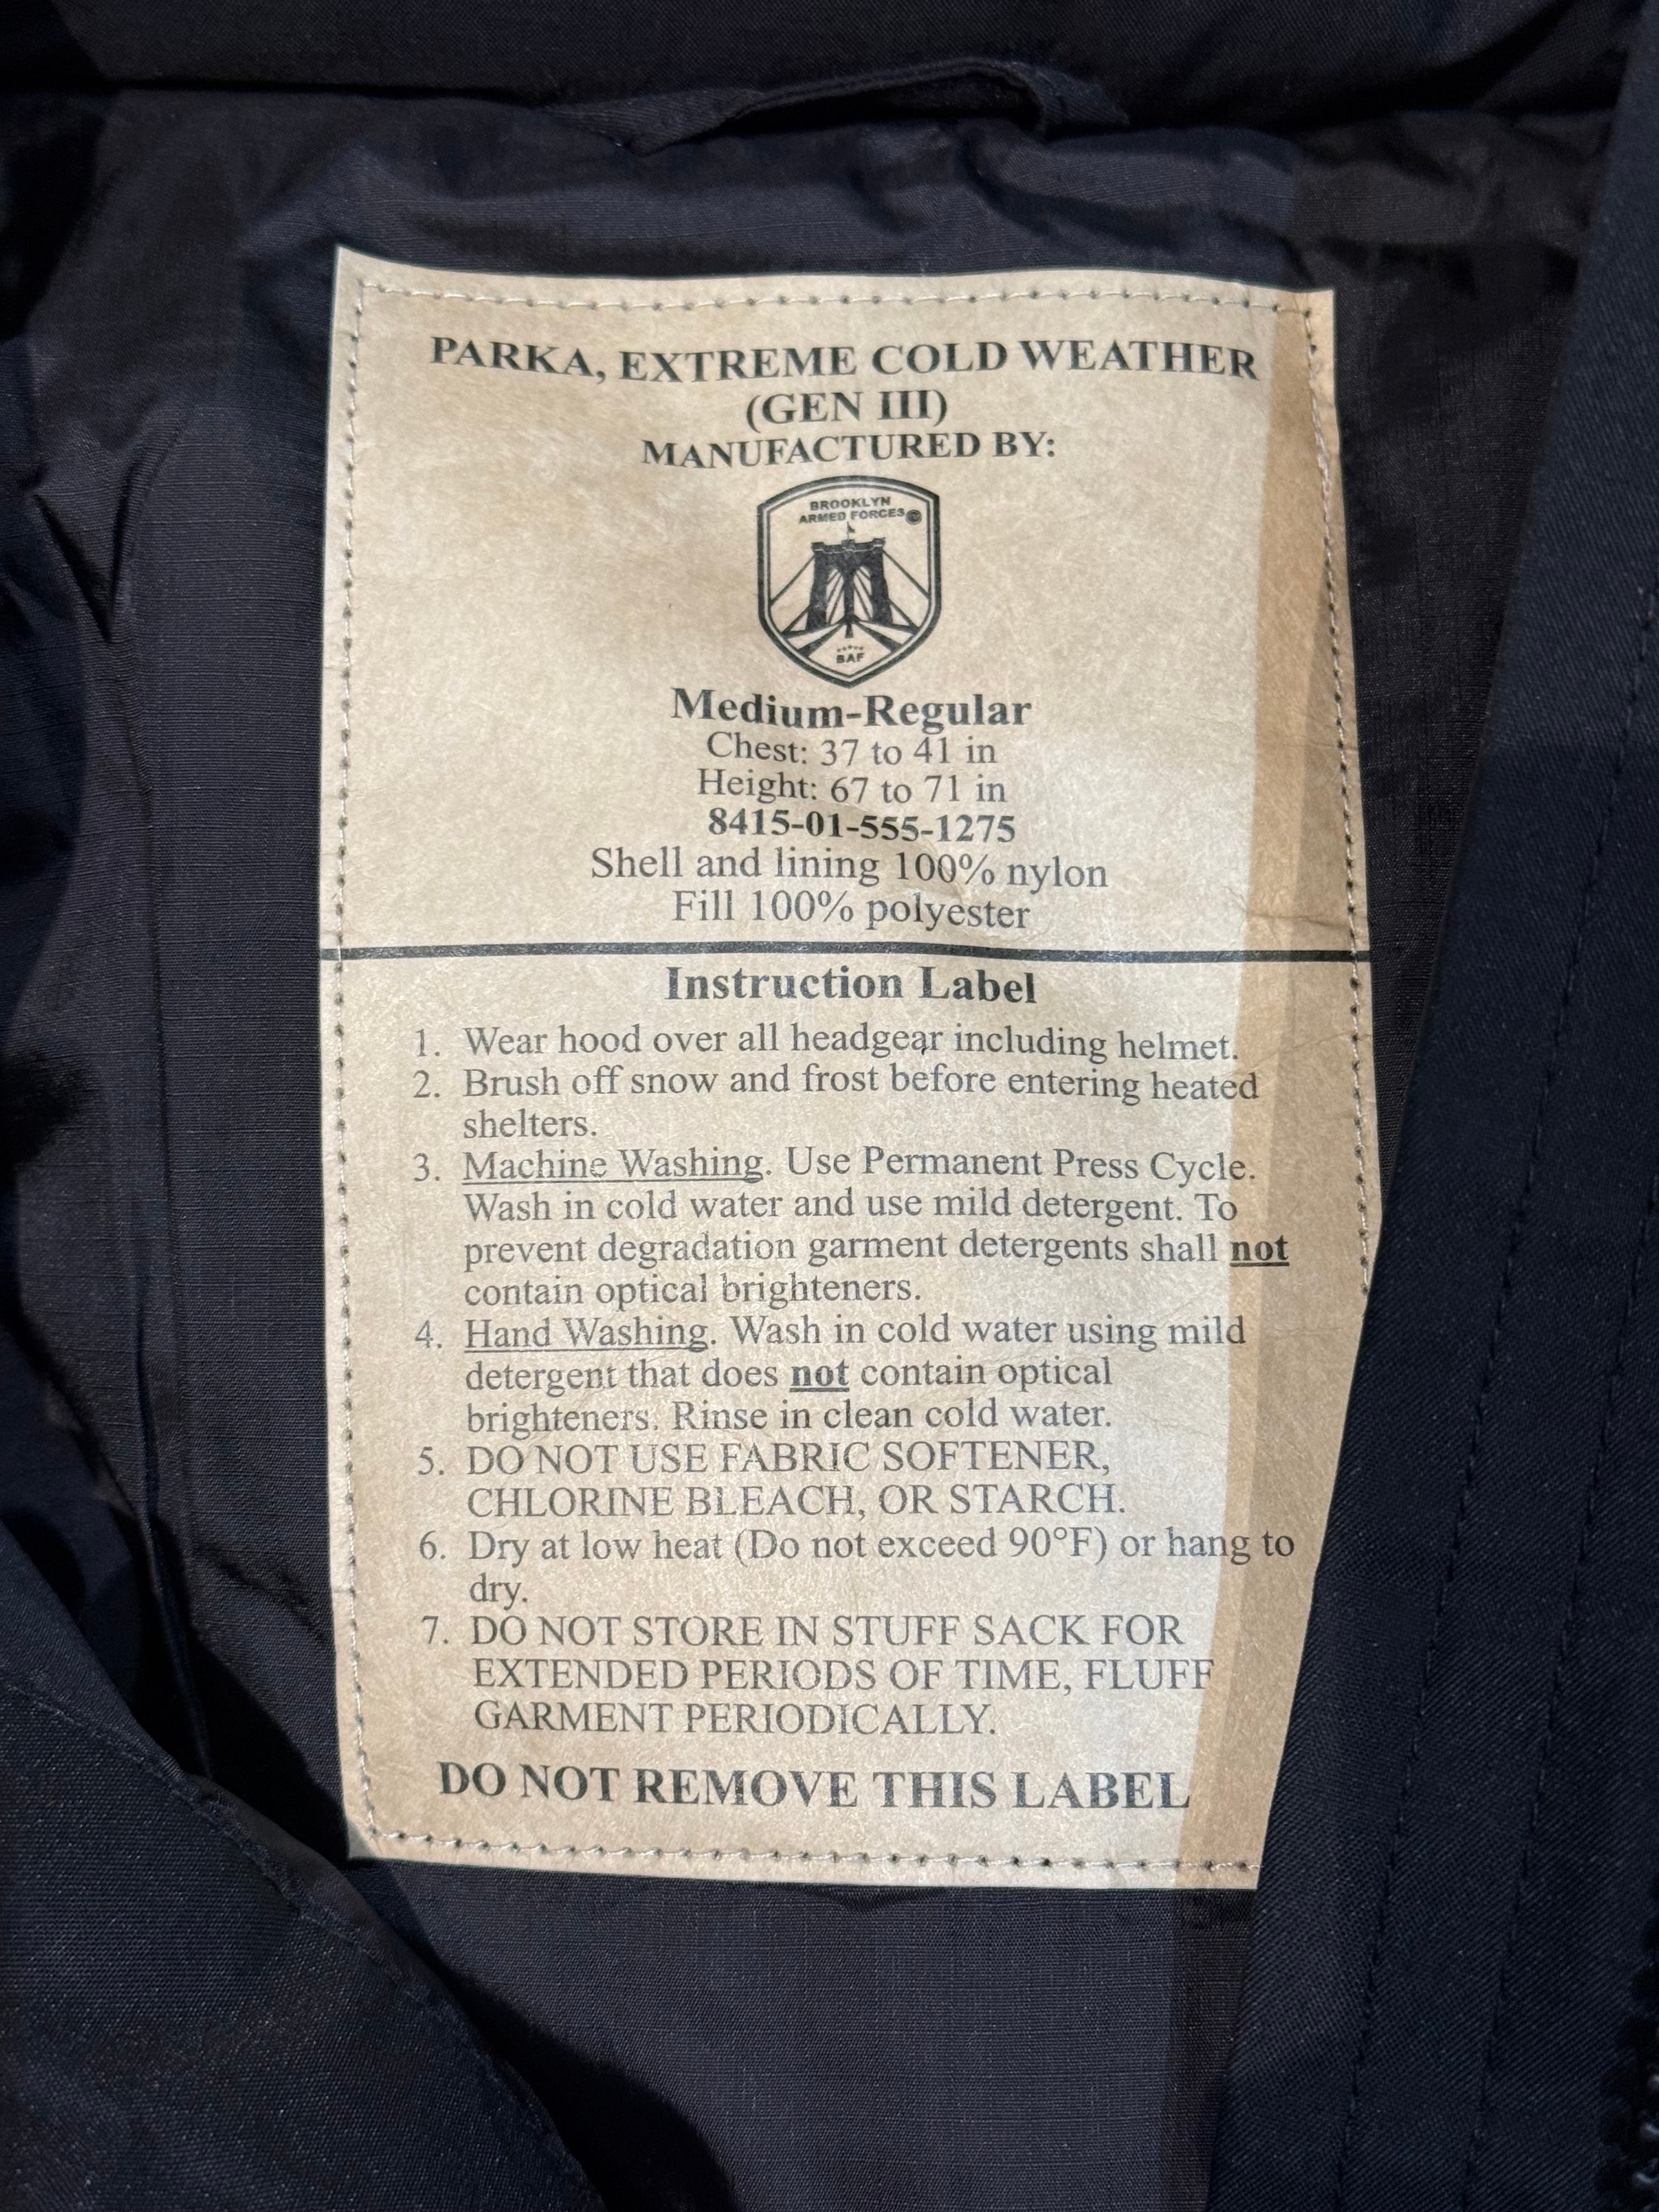 PARKA, EXTREME COLD WEATHER
(GEN III)
MANUFACTURED BY:
BROOKLYN
ARMED FORCES
BAF
Medium-Regular
Chest: 37 to 41 in
Height: 67 to 71 in
8415-01-555-1275
Shell and lining 100% nylon
Fill 100% polyester
Instruction Label
1. Wear hood over all headgear including helmet.
2. Brush off snow and frost before entering heated
shelters.
3. Machine Washing. Use Permanent Press Cycle.
Wash in cold water and use mild detergent. To
prevent degradation garment detergents shall not
contain optical brighteners.
4. Hand Washing. Wash in cold water using mild
detergent that does not contain optical
brighteners. Rinse in clean cold water.
5. DO NOT USE FABRIC SOFTENER,
CHLORINE BLEACH, OR STARCH.
6. Dry at low heat (Do not exceed 90°F) or hang to
dry.
7. DO NOT STORE IN STUFF SACK FOR
EXTENDED PERIODS OF TIME, FLUFF
GARMENT PERIODICALLY.
DO NOT REMOVE THIS LABEL